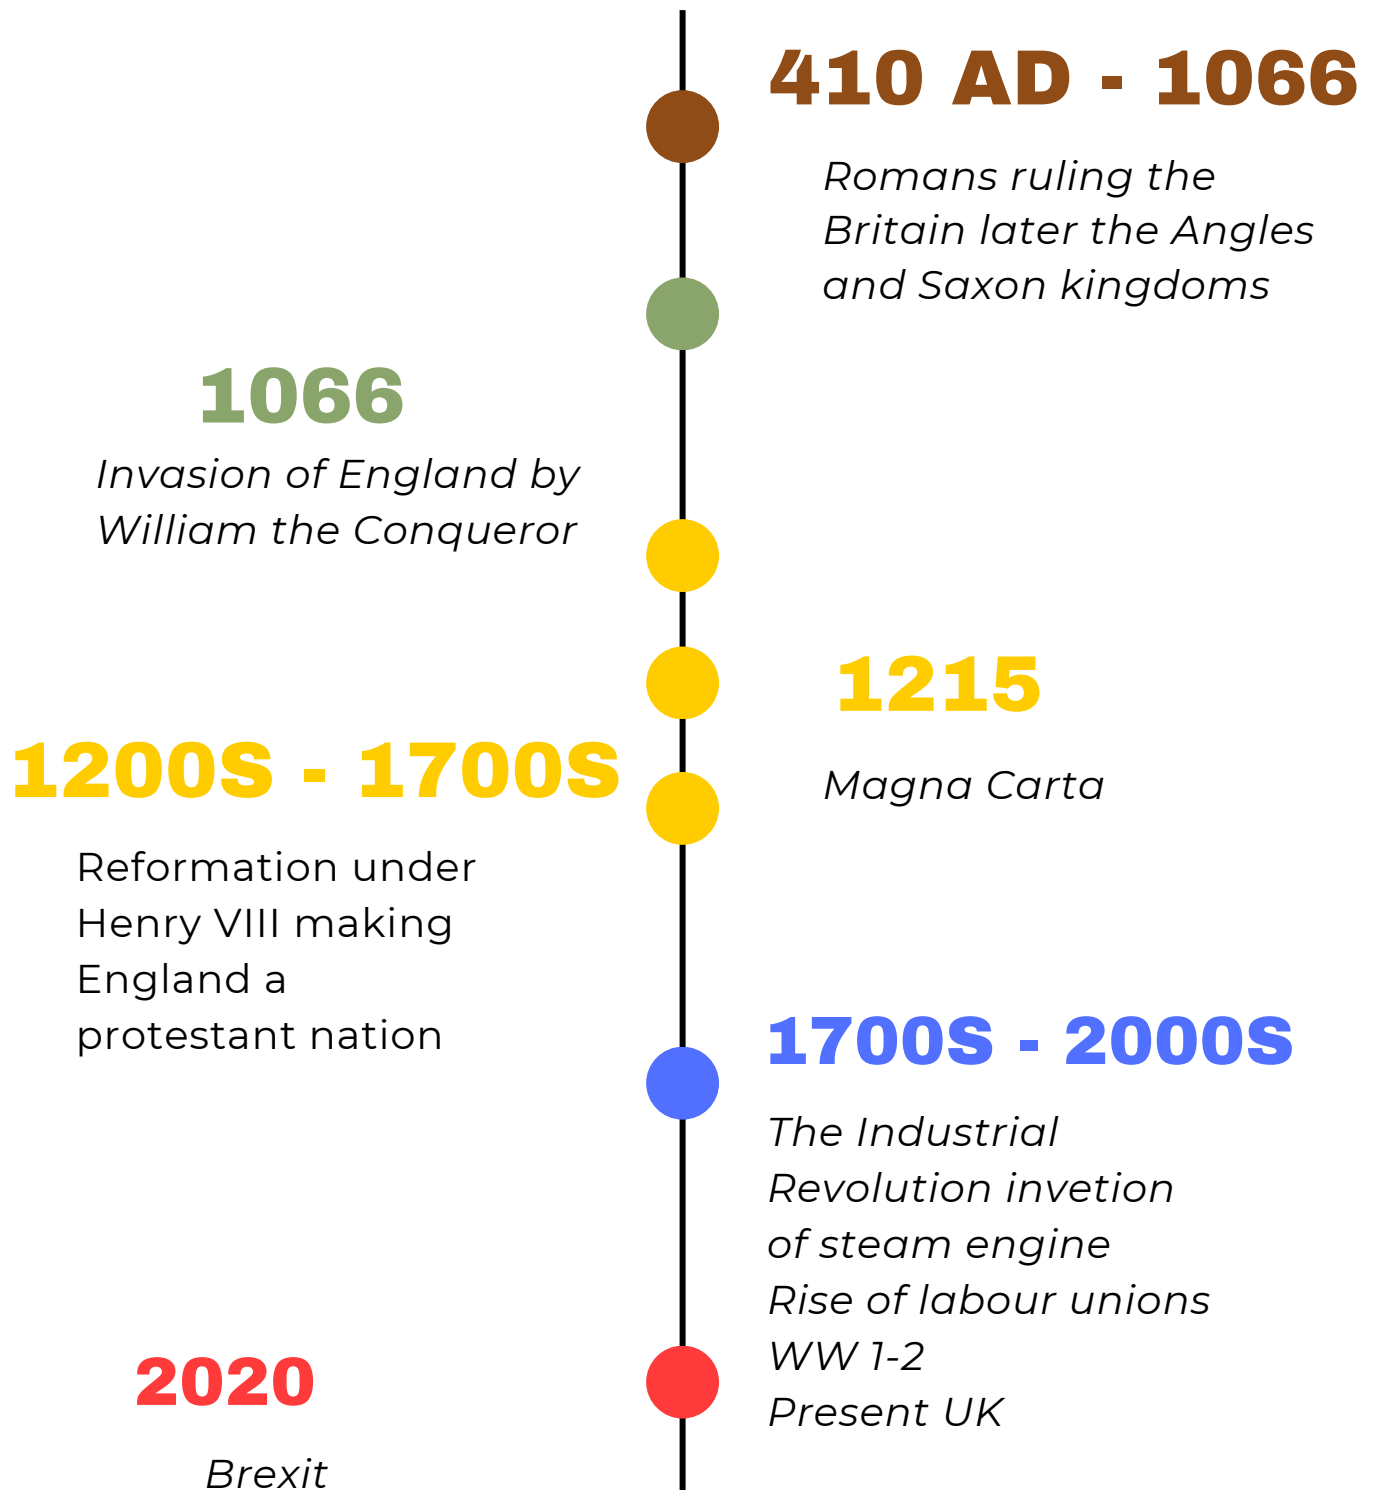 410 AD - 1066
Romans ruling the
Britain later the Angles
and Saxon kingdoms
1066
Invasion of England by
William the Conqueror
1215
Magna Carta
1200S - 1700S
Reformation under
Henry VIII making
England a
protestant nation
1700S - 2000S
The Industrial
Revolution invetion
of steam engine
Rise of labour unions
WW 1-2
Present UK
2020
Brexit